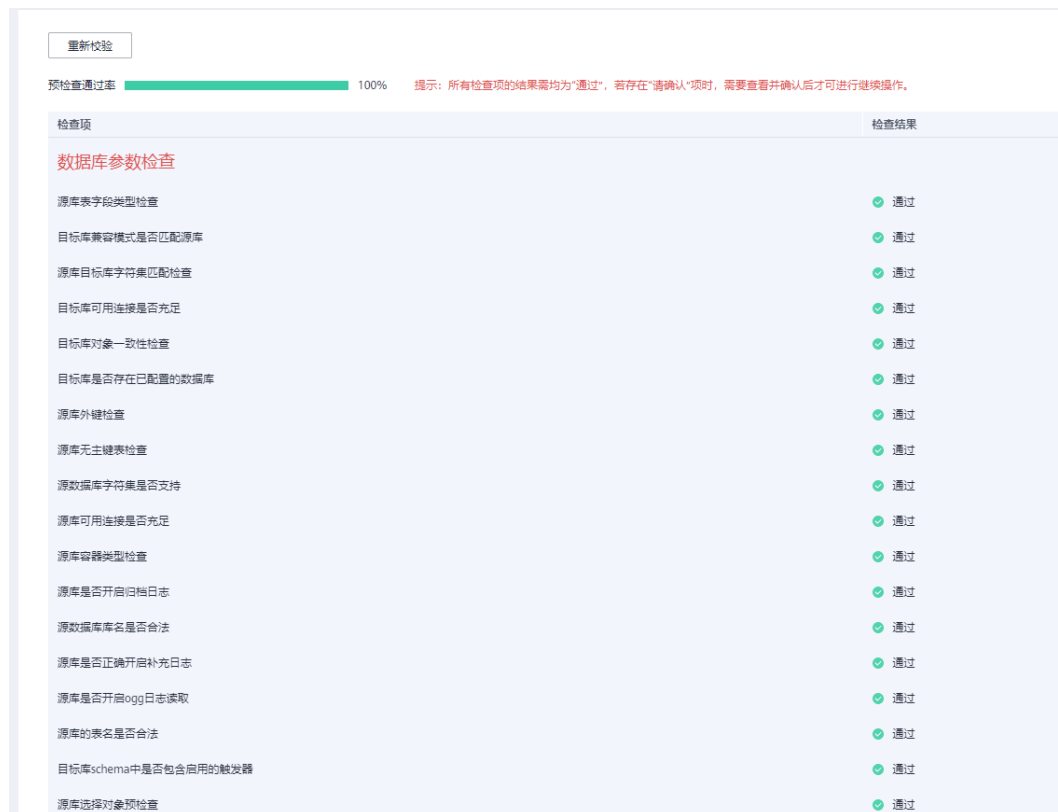 重新校验
预检查通过率 100% 提示：所有检查项的结果需均为“通过”，若存在“请确认”项时，需要查看并确认后才可进行继续操作。
检查项 检查结果
数据库参数检查
源库表字段类型检查 通过
目标库兼容模式是否匹配源库 通过
源库目标库字符集匹配检查 通过
目标库可用连接是否充足 通过
目标库对象一致性检查 通过
目标库是否存在已配置的数据库 通过
源库外键检查 通过
源库无主键表检查 通过
源数据库字符集是否支持 通过
源库可用连接是否充足 通过
源库容器类型检查 通过
源库是否开启归档日志 通过
源数据库库名是否合法 通过
源库是否正确开启补充日志 通过
源库是否开启ogg日志读取 通过
源库的表名是否合法 通过
目标库schema中是否包含启用的触发器 通过
源库选择对象预检查 通过